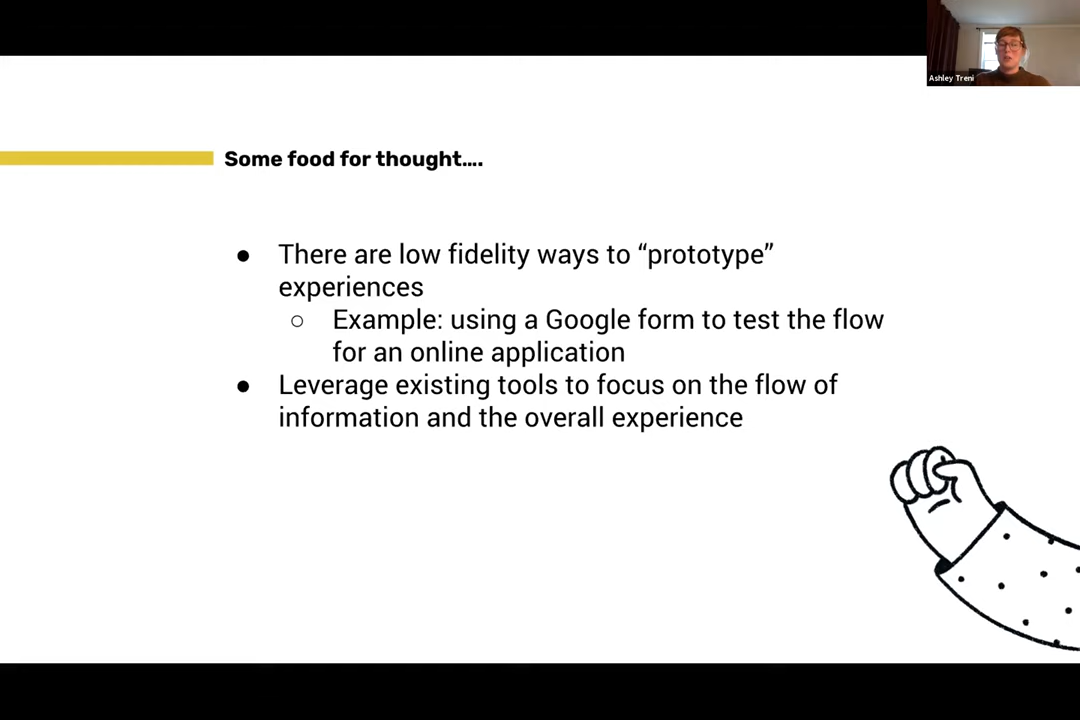 Ashley Treni
Some food for thought....
● There are low fidelity ways to “prototype”
experiences
○ Example: using a Google form to test the flow
for an online application
● Leverage existing tools to focus on the flow of
information and the overall experience